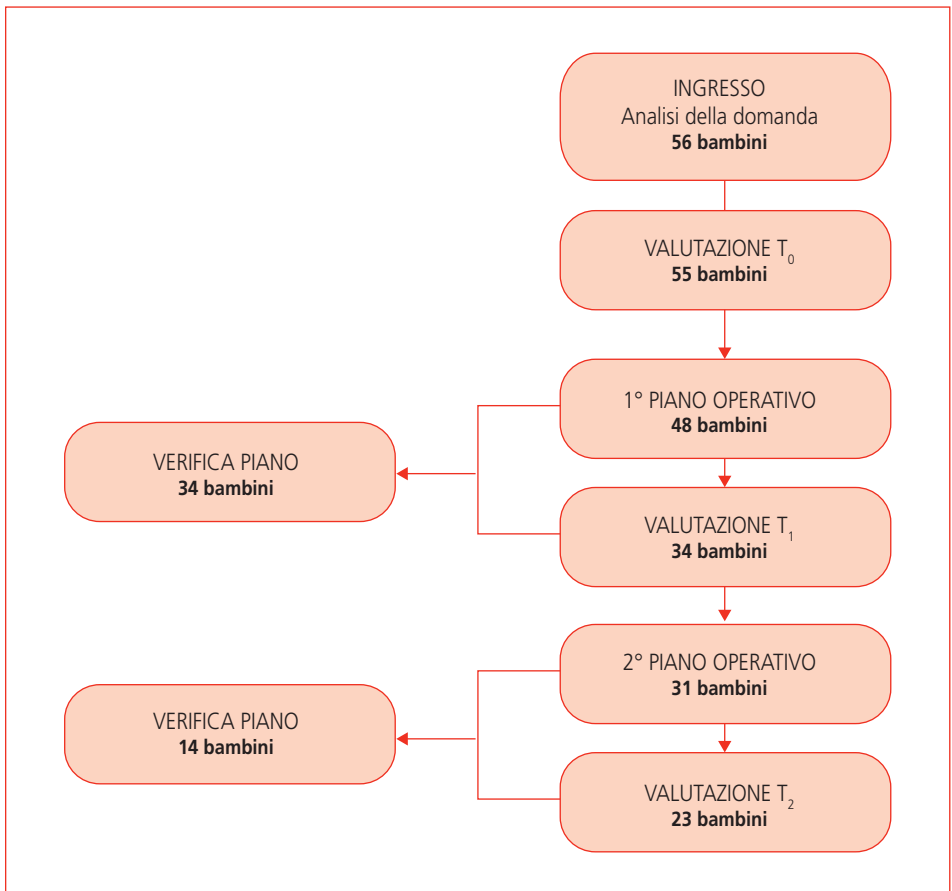 INGRESSO
Analisi della domanda
56 bambini
VALUTAZIONE T₀
55 bambini
1° PIANO OPERATIVO
48 bambini
VERIFICA PIANO
34 bambini
VALUTAZIONE T₁
34 bambini
2° PIANO OPERATIVO
31 bambini
VERIFICA PIANO
14 bambini
VALUTAZIONE T₂
23 bambini